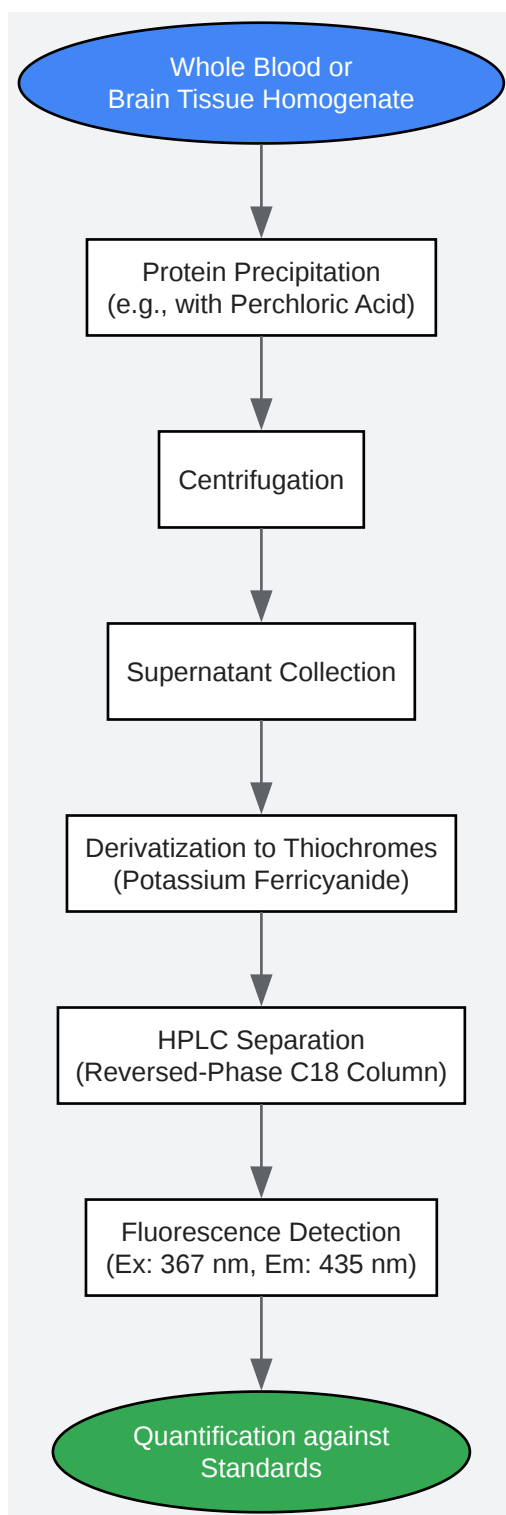 Whole Blood or
Brain Tissue Homogenate
Protein Precipitation
(e.g., with Perchloric Acid)
Centrifugation
Supernatant Collection
Derivatization to Thiochromes
(Potassium Ferricyanide)
HPLC Separation
(Reversed-Phase C18 Column)
Fluorescence Detection
(Ex: 367 nm, Em: 435 nm)
Quantification against
Standards